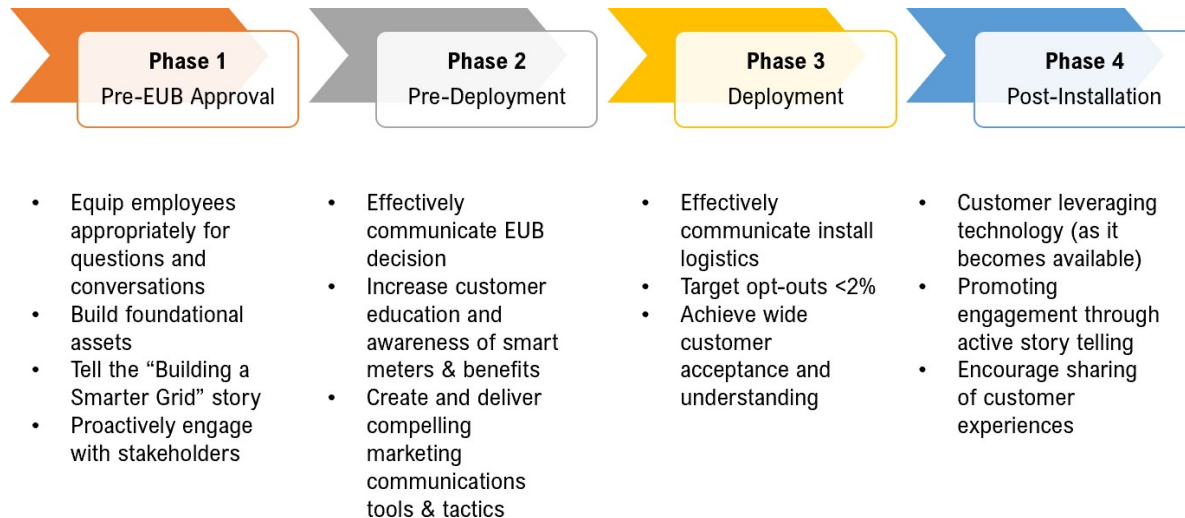 Phase 1
Pre-EUB Approval
Phase 2
Pre-Deployment
Phase 3
Deployment
Phase 4
Post-Installation
• Equip employees
appropriately for
questions and
conversations
• Build foundational
assets
• Tell the “Building a
Smarter Grid” story
• Proactively engage
with stakeholders
• Effectively
communicate EUB
decision
• Increase customer
education and
awareness of smart
meters & benefits
• Create and deliver
compelling
marketing
communications
tools & tactics
• Effectively
communicate install
logistics
• Target opt-outs <2%
• Achieve wide
customer
acceptance and
understanding
• Customer leveraging
technology (as it
becomes available)
• Promoting
engagement through
active story telling
• Encourage sharing
of customer
experiences